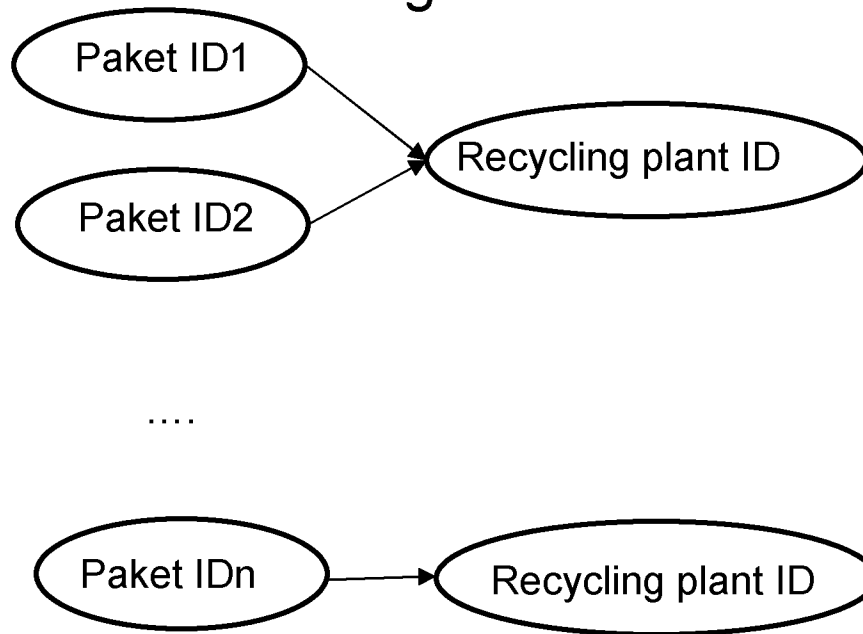 Paket ID1
Recycling plant ID
Paket ID2
....
Paket IDn
Recycling plant ID